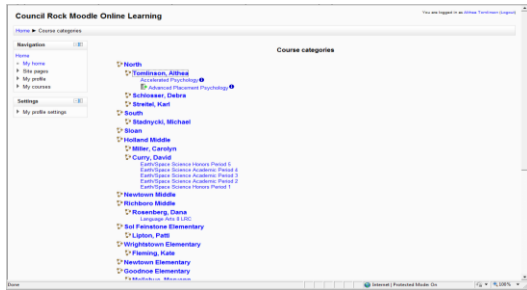 Council Rock Moodle Online Learning
You are logged in as Althea Tomlinson (Logout)
Home ► Course categories
Navigation
Home
My home
Site pages
My profile
My courses
Settings
My profile settings
Course categories
North
Tomlinson, Althea
Accelerated Psychology
Advanced Placement Psychology
Schlosser, Debra
Streitel, Karl
South
Stadnycki, Michael
Sloan
Holland Middle
Miller, Carolyn
Curry, David
Earth/Space Science Honors Period 5
Earth/Space Science Academic Period 4
Earth/Space Science Academic Period 3
Earth/Space Science Academic Period 2
Earth/Space Science Honors Period 1
Newtown Middle
Richboro Middle
Rosenberg, Dana
Language Arts 8 LRC
Sol Feinstone Elementary
Lipton, Patti
Wrightstown Elementary
Fleming, Kate
Newtown Elementary
Goodnoe Elementary
Done
Internet | Protected Mode: On
100%